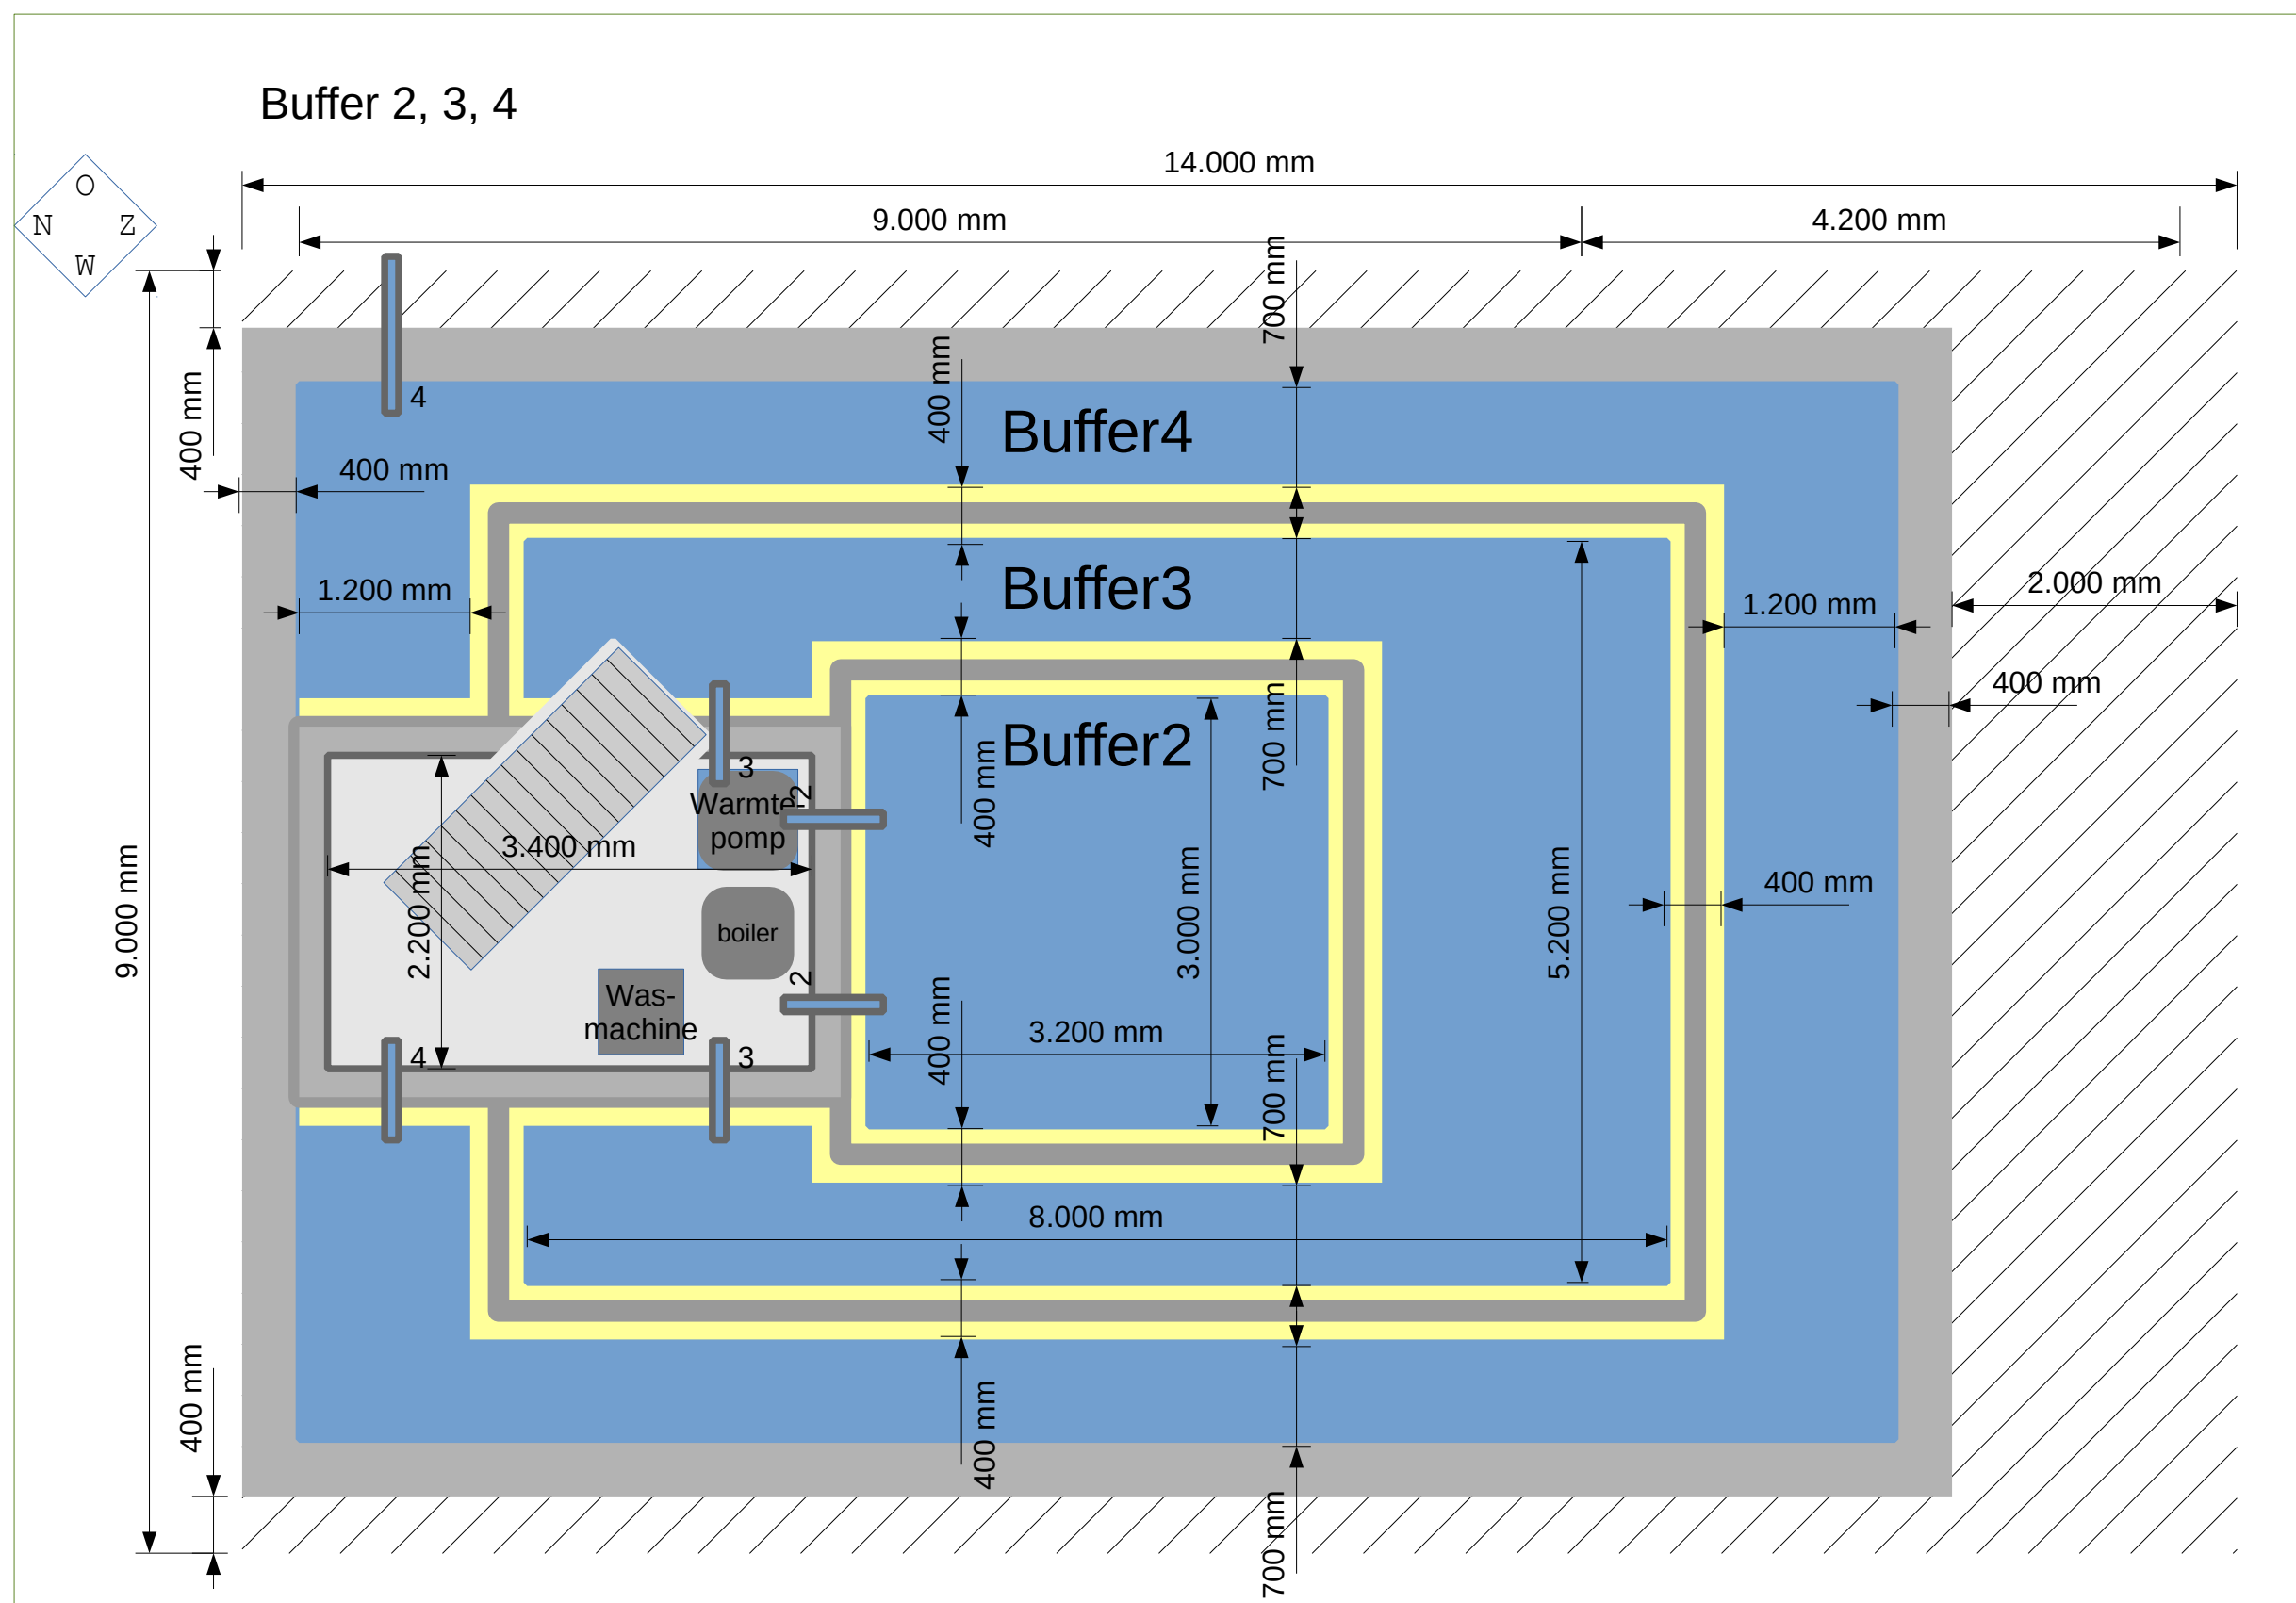 Buffer 2, 3, 4
14.000 mm
O
N Z
W
9.000 mm
4.200 mm
700 mm
400 mm
400 mm
4
Buffer4
400 mm
1.200 mm
Buffer3
1.200 mm
2.000 mm
400 mm
700 mm
400 mm
Buffer2
3
2
Warmte-
pomp
3.400 mm
2.200 mm
9.000 mm
3.000 mm
5.200 mm
400 mm
boiler
2
Was-
machine
4
3
400 mm
3.200 mm
700 mm
8.000 mm
400 mm
400 mm
700 mm